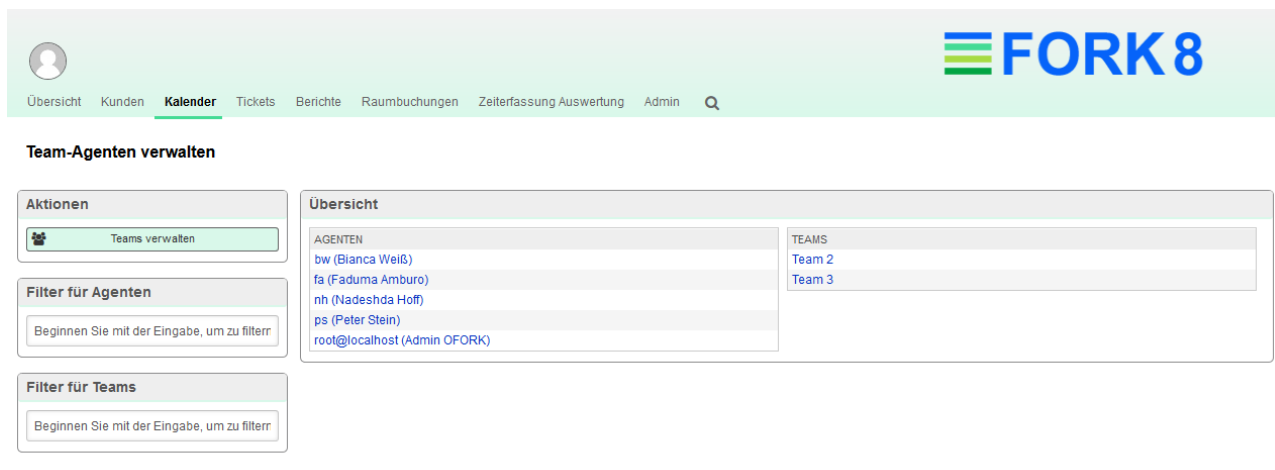 FORK 8
Übersicht Kunden Kalender Tickets Berichte Raumbuchungen Zeiterfassung Auswertung Admin
Team-Agenten verwalten
Aktionen
Teams verwalten
Filter für Agenten
Beginnen Sie mit der Eingabe, um zu filtern
Filter für Teams
Beginnen Sie mit der Eingabe, um zu filtern
Übersicht
AGENTEN
bw (Bianca Weiß)
fa (Faduma Amburo)
nh (Nadeshda Hoff)
ps (Peter Stein)
root@localhost (Admin OFORK)
TEAMS
Team 2
Team 3